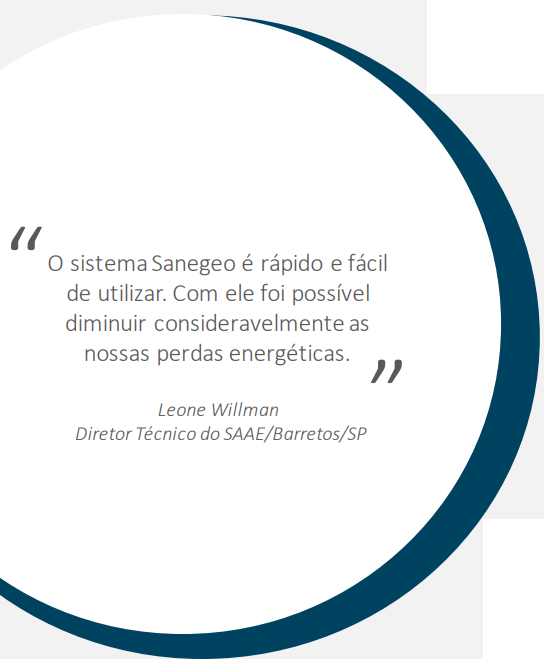 “
O sistema Sanegeo é rápido e fácil
de utilizar. Com ele foi possível
diminuir consideravelmente as
nossas perdas energéticas.
”
Leone Willman
Diretor Técnico do SAAE/Barretos/SP